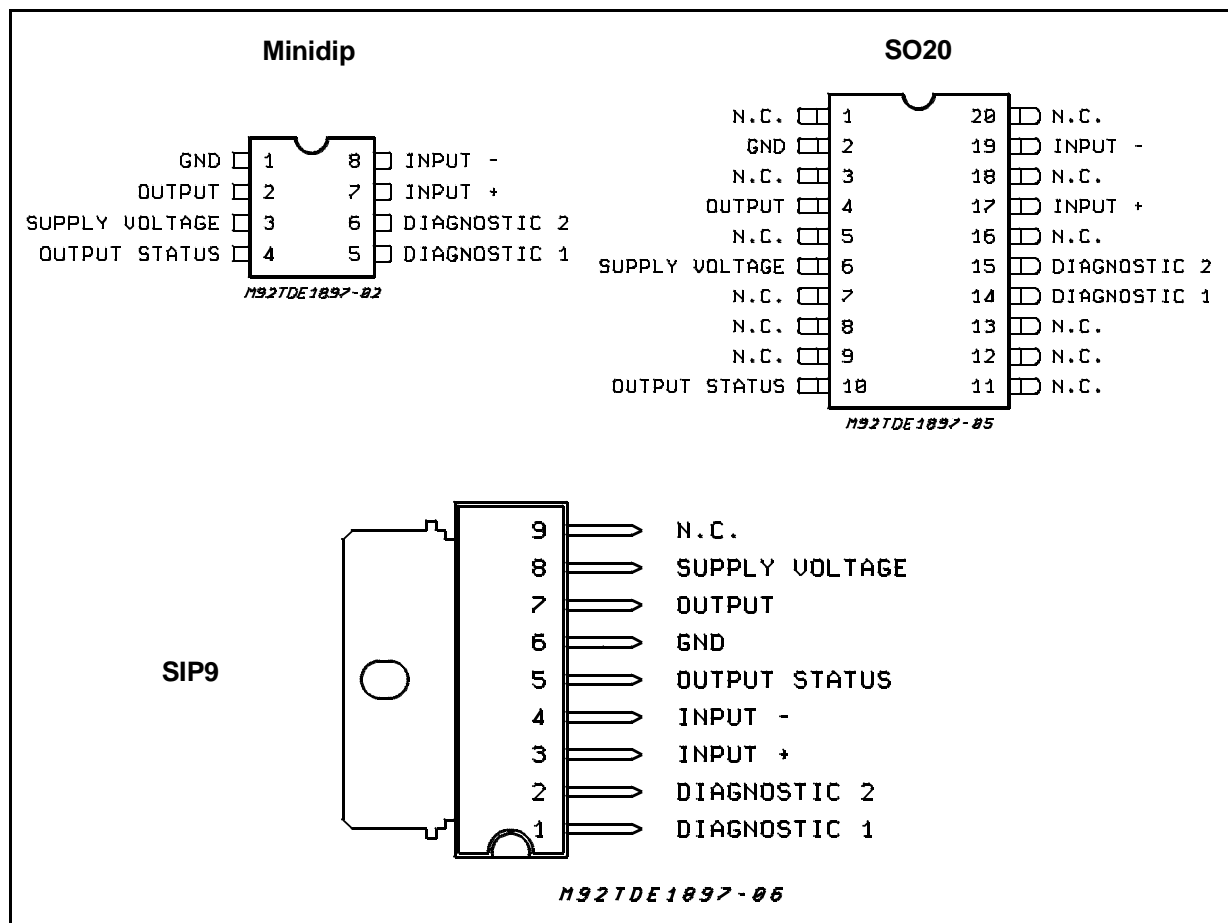 Minidip
GND 1 8 INPUT -
OUTPUT 2 7 INPUT +
SUPPLY VOLTAGE 3 6 DIAGNOSTIC 2
OUTPUT STATUS 4 5 DIAGNOSTIC 1
M92TDE1897-02
SO20
N.C. 1 20 N.C.
GND 2 19 INPUT -
N.C. 3 18 N.C.
OUTPUT 4 17 INPUT +
N.C. 5 16 N.C.
SUPPLY VOLTAGE 6 15 DIAGNOSTIC 2
N.C. 7 14 DIAGNOSTIC 1
N.C. 8 13 N.C.
N.C. 9 12 N.C.
OUTPUT STATUS 10 11 N.C.
M92TDE1897-05
SIP9
9 N.C.
8 SUPPLY VOLTAGE
7 OUTPUT
6 GND
5 OUTPUT STATUS
4 INPUT -
3 INPUT +
2 DIAGNOSTIC 2
1 DIAGNOSTIC 1
M92TDE1897-06